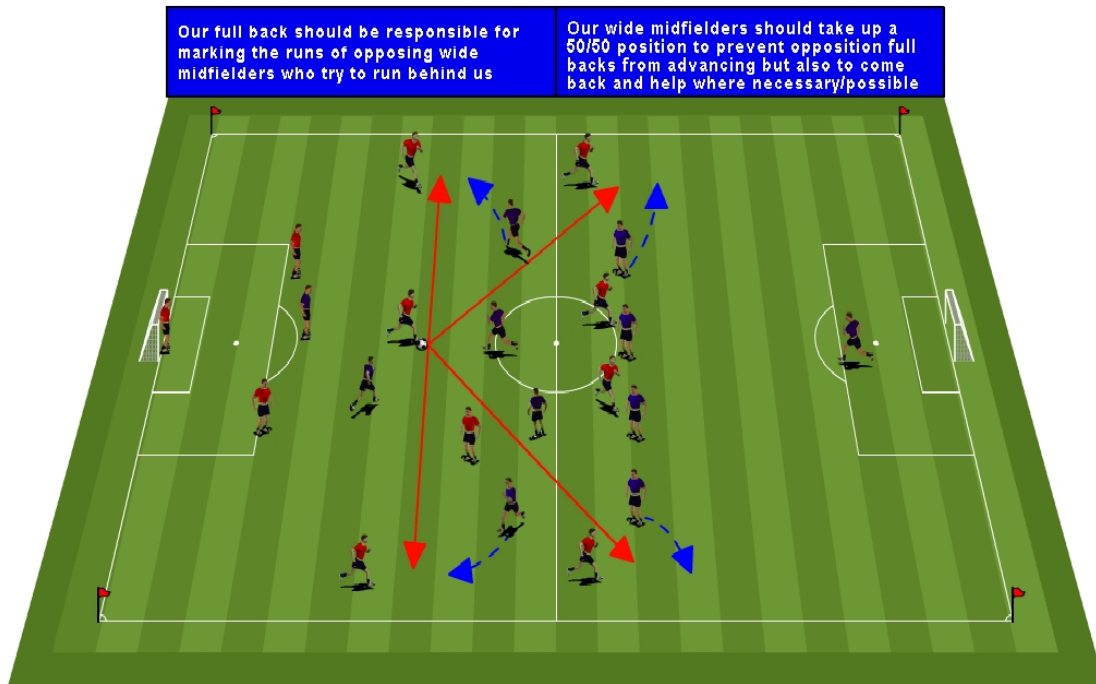 Our full back should be responsible for
marking the runs of opposing wide
midfielders who try to run behind us
Our wide midfielders should take up a
50/50 position to prevent opposition full
backs from advancing but also to come
back and help where necessary/possible